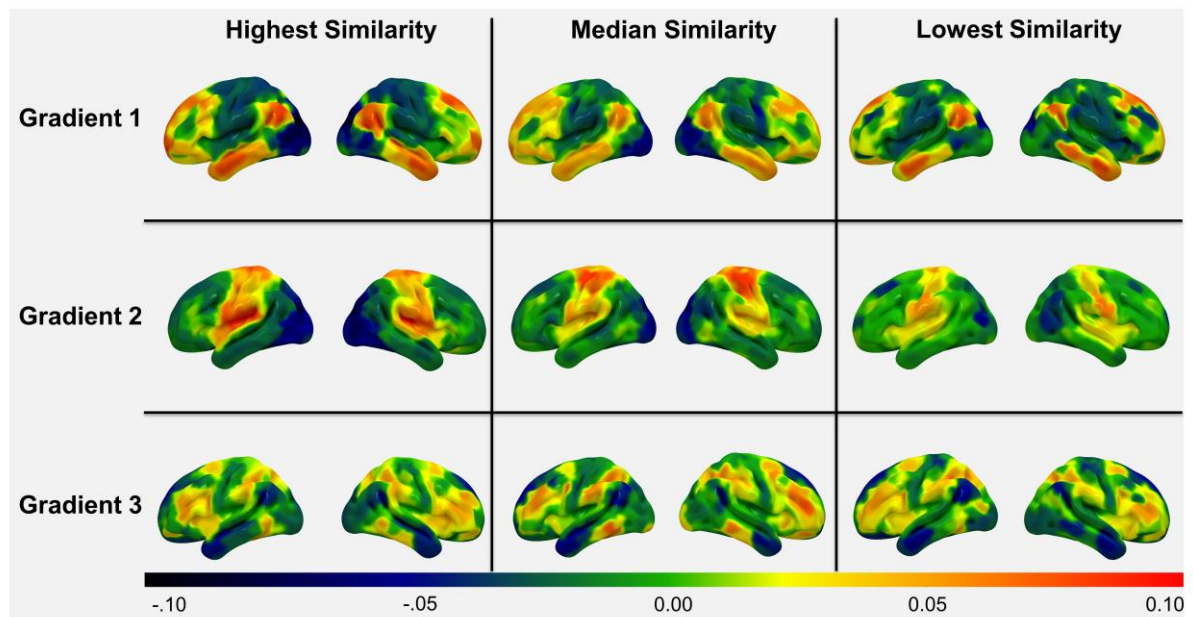 Highest Similarity Median Similarity Lowest Similarity
Gradient 1
Gradient 2
Gradient 3
-.10 -.05 0.00 0.05 0.10